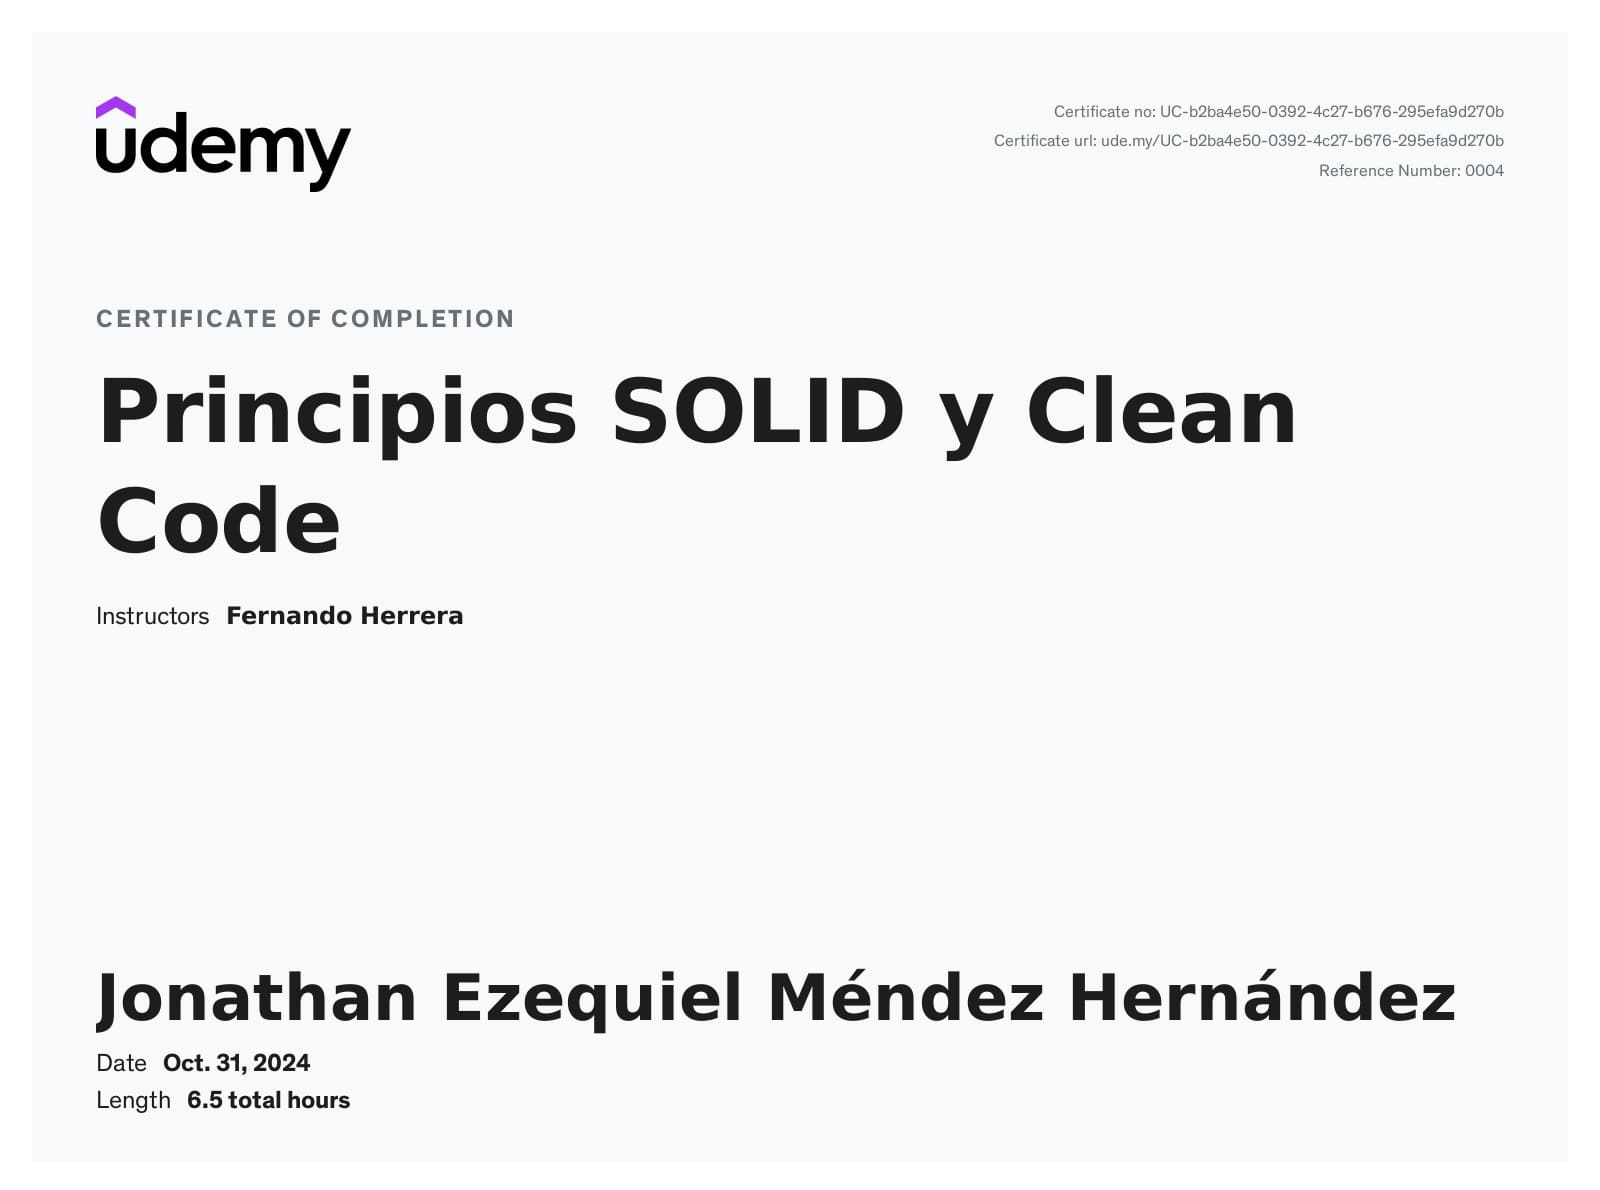 udemy
Certificate no: UC-b2ba4e50-0392-4c27-b676-295efa9d270b
Certificate url: ude.my/UC-b2ba4e50-0392-4c27-b676-295efa9d270b
Reference Number: 0004
CERTIFICATE OF COMPLETION
Principios SOLID y Clean
Code
Instructors Fernando Herrera
Jonathan Ezequiel Méndez Hernández
Date Oct. 31, 2024
Length 6.5 total hours